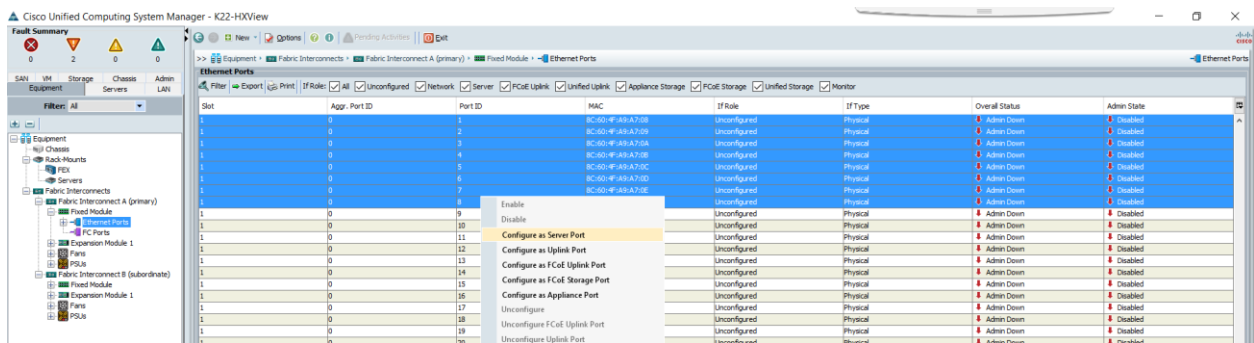 Cisco Unified Computing System Manager - K22-HXView
Fault Summary
0 2 0 0
New Options Pending Activities Exit
>> Equipment Fabric Interconnects Fabric Interconnect A (primary) Fixed Module Ethernet Ports Ethernet Ports
Ethernet Ports
SAN VM Storage Chassis Admin
Equipment Servers LAN
Filter Export Print If Role: All Unconfigured Network Server FCoE Uplink Unified Uplink Appliance Storage FCoE Storage Unified Storage Monitor
Filter: All
Slot Aggr. Port ID Port ID MAC If Role If Type Overall Status Admin State
Equipment
Chassis
Rack-Mounts
FEX
Servers
Fabric Interconnects
Fabric Interconnect A (primary)
Fixed Module
Ethernet Ports
FC Ports
Expansion Module 1
Fans
PSUs
Fabric Interconnect B (subordinate)
Fixed Module
Expansion Module 1
Fans
PSUs
1 0 1 8C:60:4F:A9:A7:08 Unconfigured Physical Admin Down Disabled
1 0 2 8C:60:4F:A9:A7:09 Unconfigured Physical Admin Down Disabled
1 0 3 8C:60:4F:A9:A7:0A Unconfigured Physical Admin Down Disabled
1 0 4 8C:60:4F:A9:A7:0B Unconfigured Physical Admin Down Disabled
1 0 5 8C:60:4F:A9:A7:0C Unconfigured Physical Admin Down Disabled
1 0 6 8C:60:4F:A9:A7:0D Unconfigured Physical Admin Down Disabled
1 0 7 8C:60:4F:A9:A7:0E Unconfigured Physical Admin Down Disabled
1 0 8 Unconfigured Physical Admin Down Disabled
1 0 9 Unconfigured Physical Admin Down Disabled
1 0 10 Unconfigured Physical Admin Down Disabled
1 0 11 Unconfigured Physical Admin Down Disabled
1 0 12 Unconfigured Physical Admin Down Disabled
1 0 13 Unconfigured Physical Admin Down Disabled
1 0 14 Unconfigured Physical Admin Down Disabled
1 0 15 Unconfigured Physical Admin Down Disabled
1 0 16 Unconfigured Physical Admin Down Disabled
1 0 17 Unconfigured Physical Admin Down Disabled
1 0 18 Unconfigured Physical Admin Down Disabled
1 0 19 Unconfigured Physical Admin Down Disabled
1 0 20 Unconfigured Physical Admin Down Disabled
Enable
Disable
Configure as Server Port
Configure as Uplink Port
Configure as FCoE Uplink Port
Configure as FCoE Storage Port
Configure as Appliance Port
Unconfigure
Unconfigure FCoE Uplink Port
Unconfigure Uplink Port